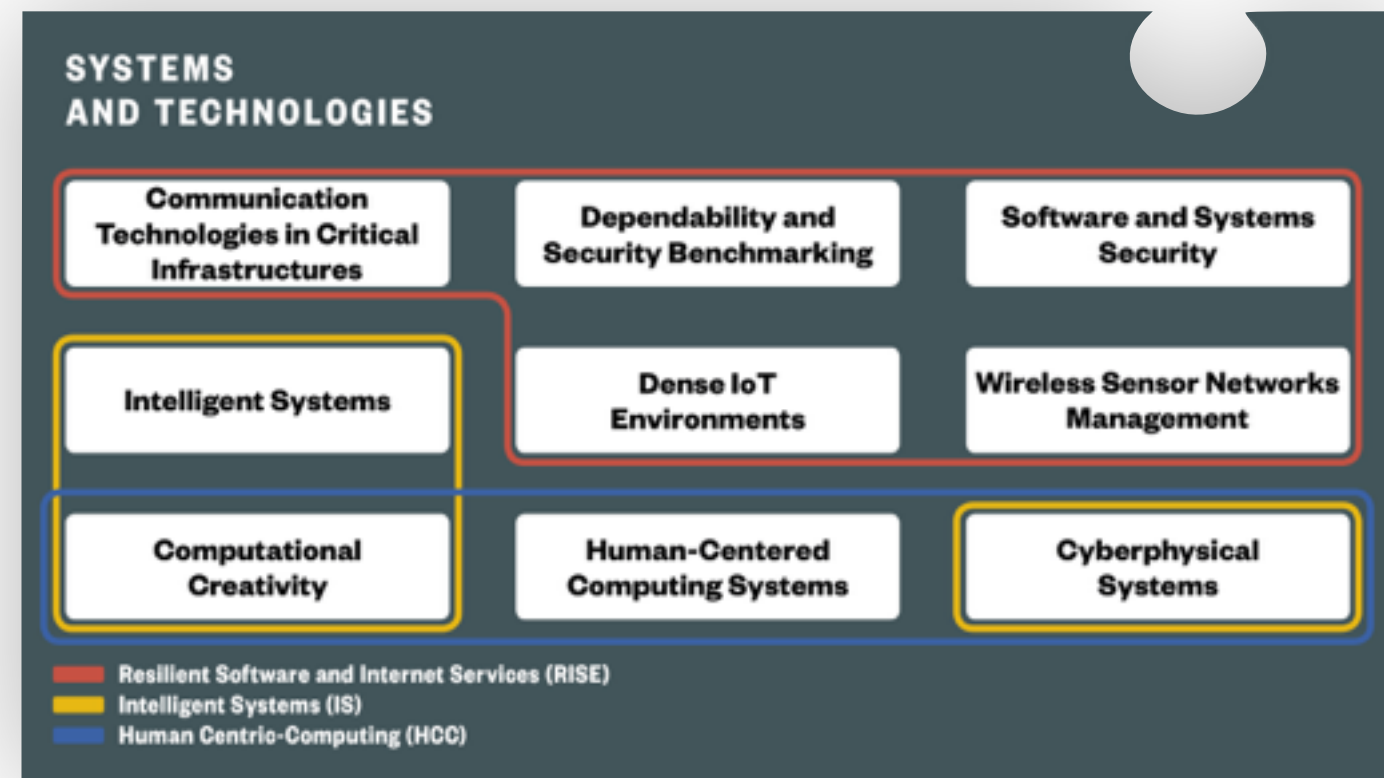 SYSTEMS
AND TECHNOLOGIES
Communication
Technologies in Critical
Infrastructures
Dependability and
Security Benchmarking
Software and Systems
Security
Intelligent Systems
Dense IoT
Environments
Wireless Sensor Networks
Management
Computational
Creativity
Human-Centered
Computing Systems
Cyberphysical
Systems
Resilient Software and Internet Services (RISE)
Intelligent Systems (IS)
Human Centric-Computing (HCC)